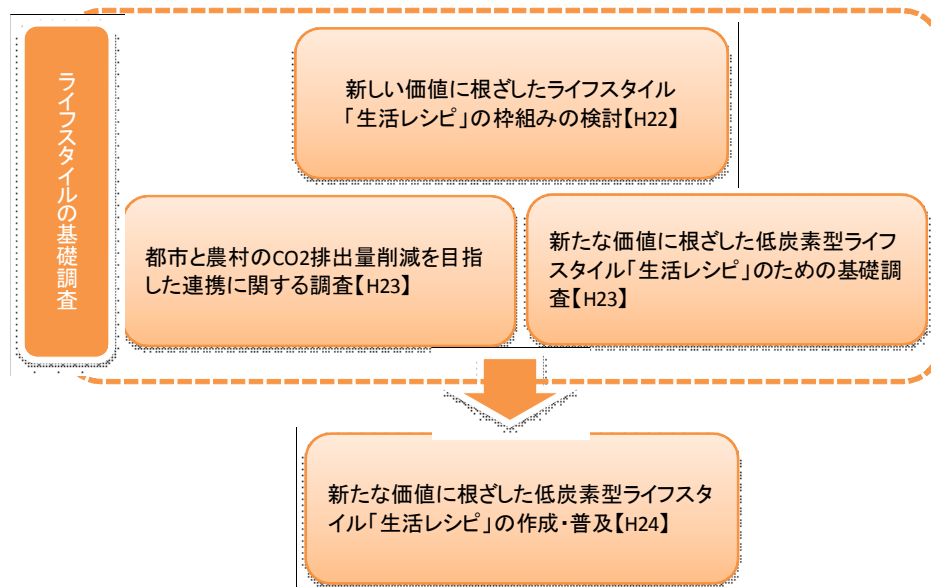 ライフスタイルの基礎調査
新しい価値に根ざしたライフスタイル
「生活レシピ」の枠組みの検討【H22】
都市と農村のCO2排出量削減を目指
した連携に関する調査【H23】
新たな価値に根ざした低炭素型ライフ
スタイル「生活レシピ」のための基礎調
査【H23】
新たな価値に根ざした低炭素型ライフスタ
イル「生活レシピ」の作成・普及【H24】